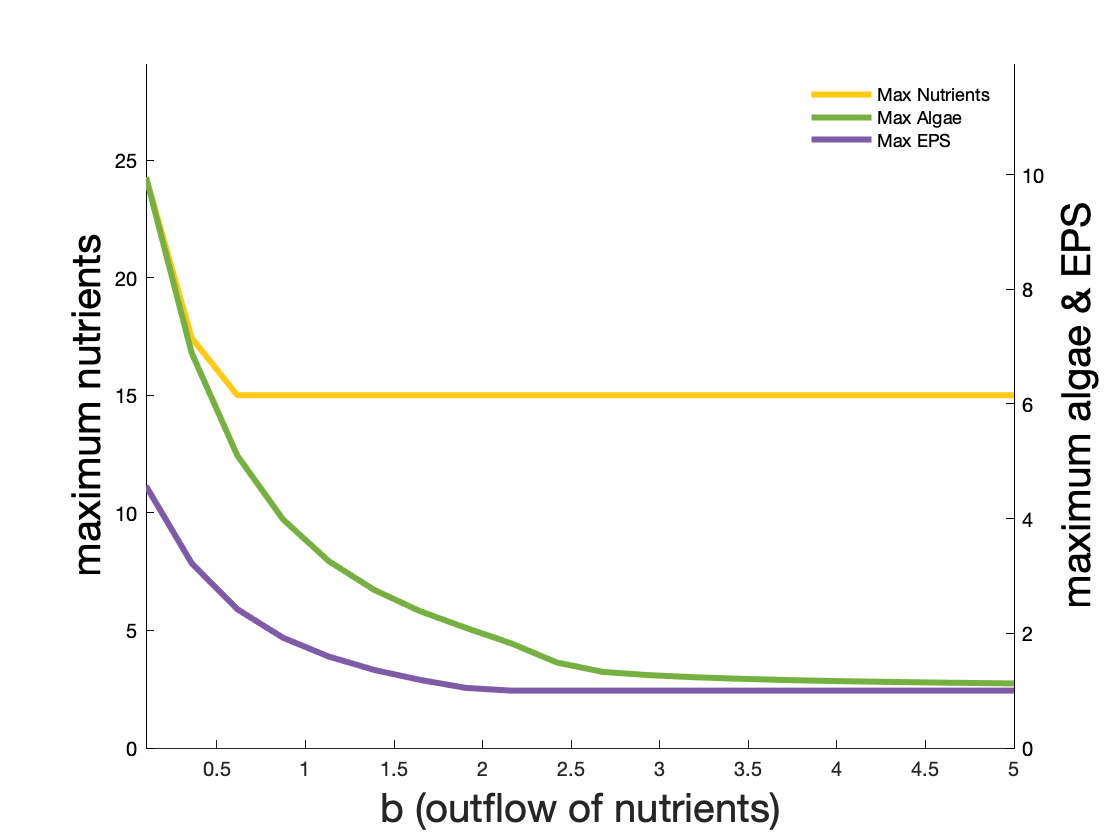 Max Nutrients
Max Algae
Max EPS
25
20
15
10
5
0
maximum nutrients
10
8
6
4
2
0
maximum algae & EPS
0.5 1 1.5 2 2.5 3 3.5 4 4.5 5
b (outflow of nutrients)